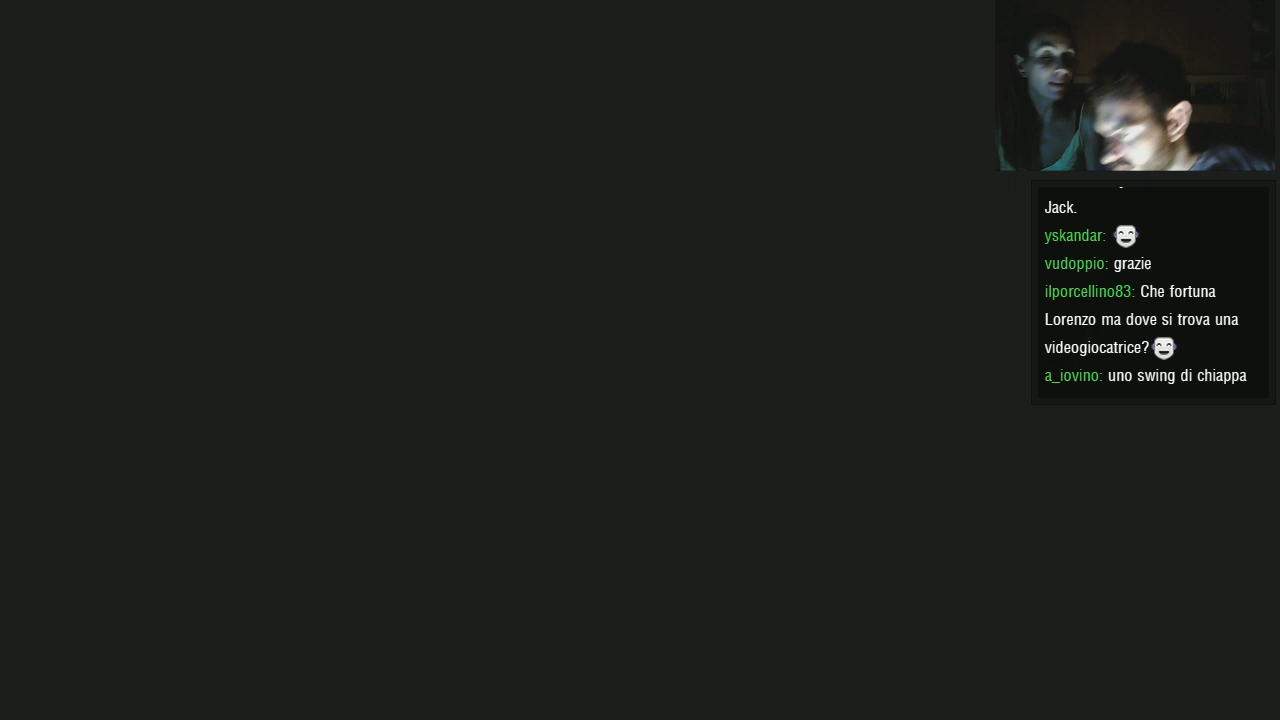 Jack.
yskandar:
vudoppio: grazie
ilporcellino83: Che fortuna
Lorenzo ma dove si trova una
videogiocatrice?
a_iovino: uno swing di chiappa